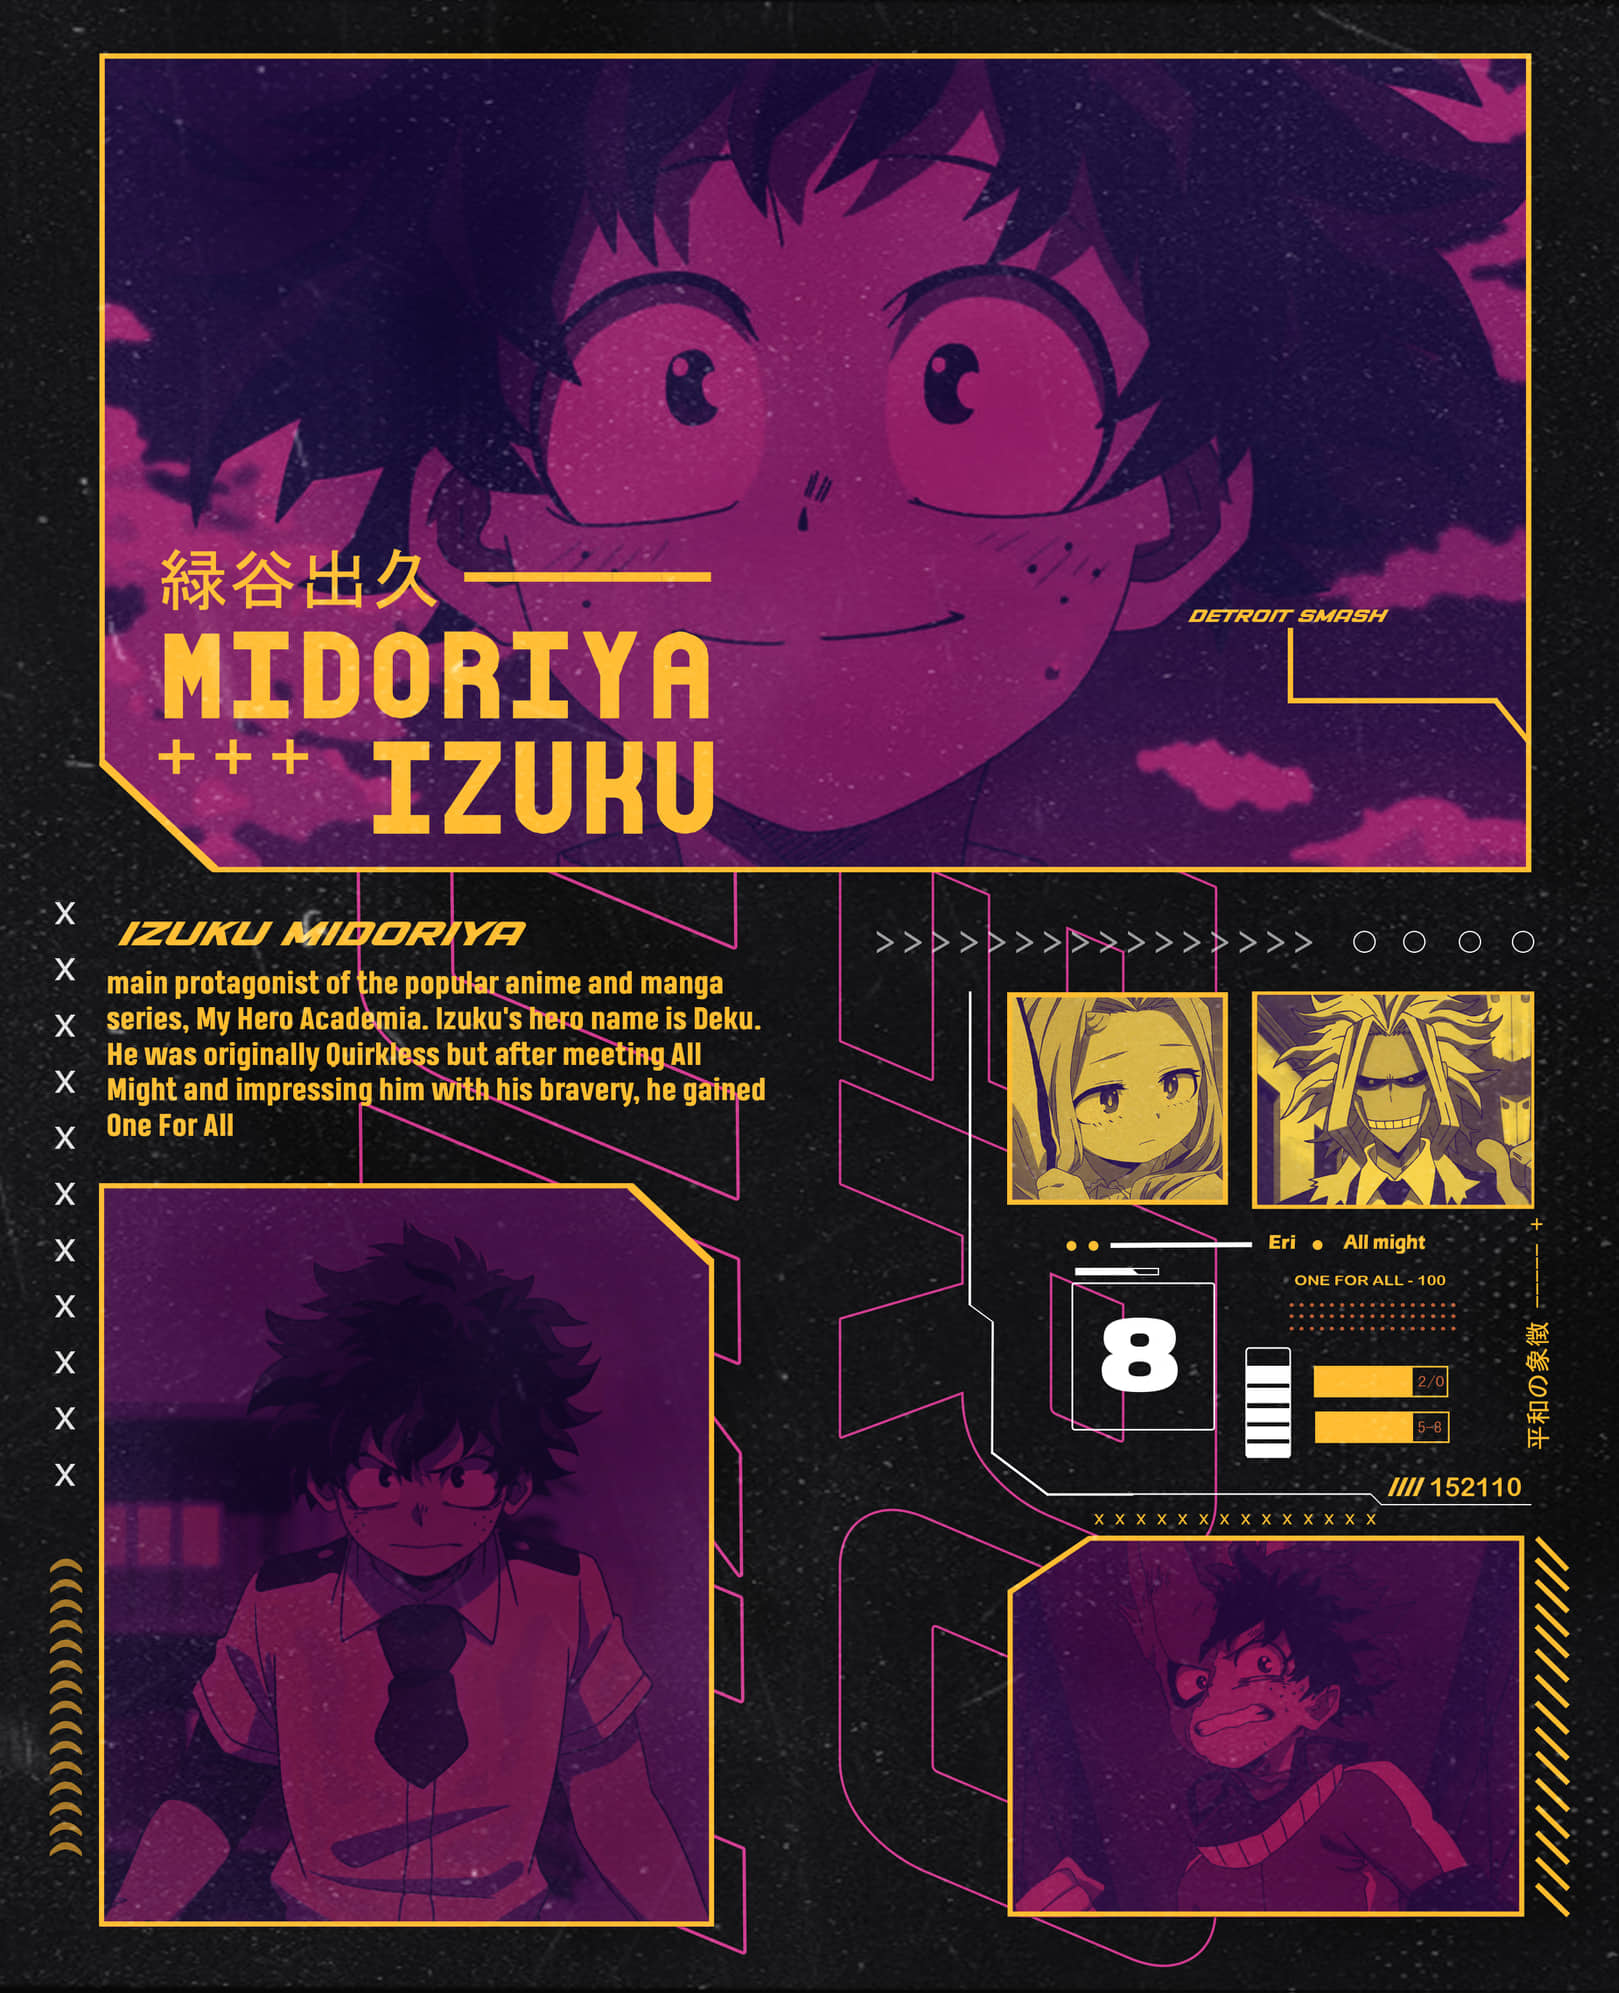 緑谷出久
MIDORIYA
+ + + IZUKU
DETROIT SMASH
IZUKU MIDORIYA
main protagonist of the popular anime and manga
series, My Hero Academia. Izuku's hero name is Deku.
He was originally Quirkless but after meeting All
Might and impressing him with his bravery, he gained
One For All
X
X
X
X
X
X
X
X
X
X
X
>>>>>>>>>>>>>>>>
Eri • All might
ONE FOR ALL - 100
8
2/0
5-8
平和の象徴 ------ +
//// 152110
x x x x x x x x x x x x x x